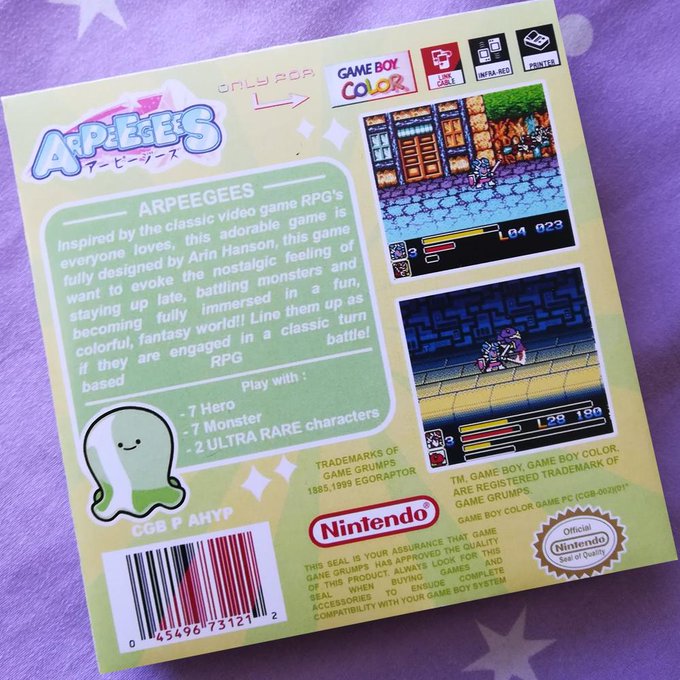 ONLY FOR
GAME BOY
COLOR
LINK
CABLE
INFRA-RED
PRINTER
ARPEEGEES
アーピージーズ
ARPEEGEES
Inspired by the classic video game RPG's
everyone loves, this adorable game is
fully designed by Arin Hanson, this game
want to evoke the nostalgic feeling of
staying up late, battling monsters and
becoming fully immersed in a fun,
colorful, fantasy world!! Line them up as
if they are engaged in a classic turn
based RPG battle!
Play with :
- 7 Hero
- 7 Monster
- 2 ULTRA RARE characters
3
L04 023
3
L28 180
CGB P AHYP
TRADEMARKS OF
GAME GRUMPS
1885,1999 EGORAPTOR
TM, GAME BOY, GAME BOY COLOR,
ARE REGISTERED TRADEMARK OF
GAME GRUMPS.
GAME BOY COLOR GAME PC (CGB-002)(01"
Nintendo®
THIS SEAL IS YOUR ASSURANCE THAT GAME
GANE GRUMPS HAS APPROVED THE QUALITY
OF THIS PRODUCT. ALWAYS LOOK FOR THIS
SEAL WHEN BUYING GAMES AND
ACCESSORIES TO ENSUDE COMPLETE
COMPATIBILITY WITH YOUR GAME BOY SYSTEM
Official
Nintendo
Seal of Quality
0 45496 73121 2